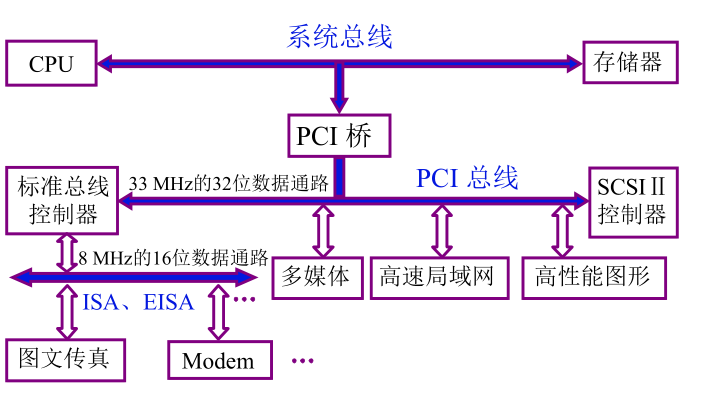 系统总线
CPU
存储器
PCI 桥
标准总线
控制器
33 MHz的32位数据通路
PCI 总线
SCSI Ⅱ
控制器
8 MHz的16位数据通路
多媒体
高速局域网
高性能图形
ISA、EISA
…
图文传真
Modem
…